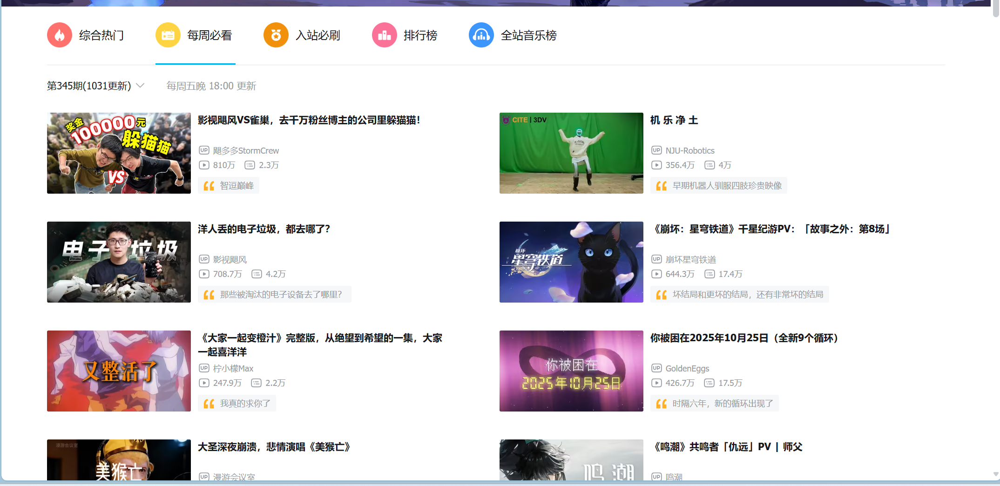 综合热门
每周必看
入站必刷
排行榜
全站音乐榜
第345期(1031更新)
每周五晚 18:00 更新
奖金
100000元
躲猫猫
VS
影视飓风VS雀巢，去千万粉丝博主的公司里躲猫猫！
UP 飓多多StormCrew
810万 2.3万
智逗巅峰
CITE | 3DV
机 乐 净 土
UP NJU-Robotics
356.4万 4万
早期机器人驯服四肢珍贵映像
电子垃圾
洋人丢的电子垃圾，都去哪了？
UP 影视飓风
708.7万 4.2万
那些被淘汰的电子设备去了哪里？
崩坏
星穹铁道
《崩坏：星穹铁道》千星纪游PV：「故事之外：第8场」
UP 崩坏星穹铁道
644.3万 17.4万
坏结局和更坏的结局，还有非常坏的结局
又整活了
《大家一起变橙汁》完整版，从绝望到希望的一集，大家
一起喜洋洋
UP 柠小檬Max
247.9万 2.2万
我真的求你了
你被困在
2025年10月25日
你被困在2025年10月25日（全新9个循环）
UP GoldenEggs
426.7万 17.5万
时隔六年，新的循环出现了
漫游会议室
美猴亡
大圣深夜崩溃，悲情演唱《美猴亡》
UP 漫游会议室
鸣潮
《鸣潮》共鸣者「仇远」PV | 师父
UP 鸣潮